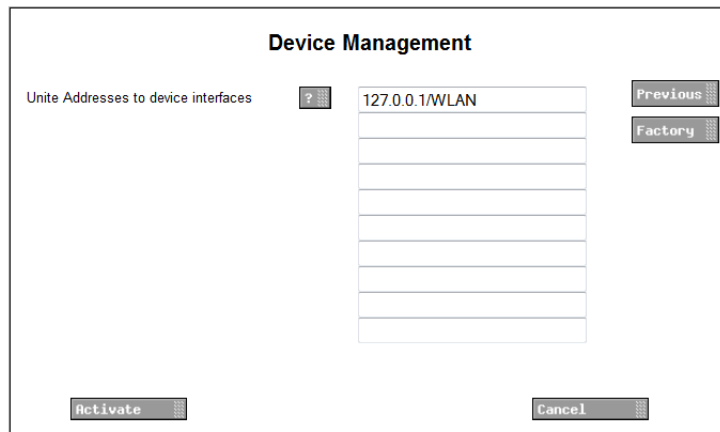 Device Management
Unite Addresses to device interfaces
?
127.0.0.1/WLAN
Previous
Factory
Activate
Cancel